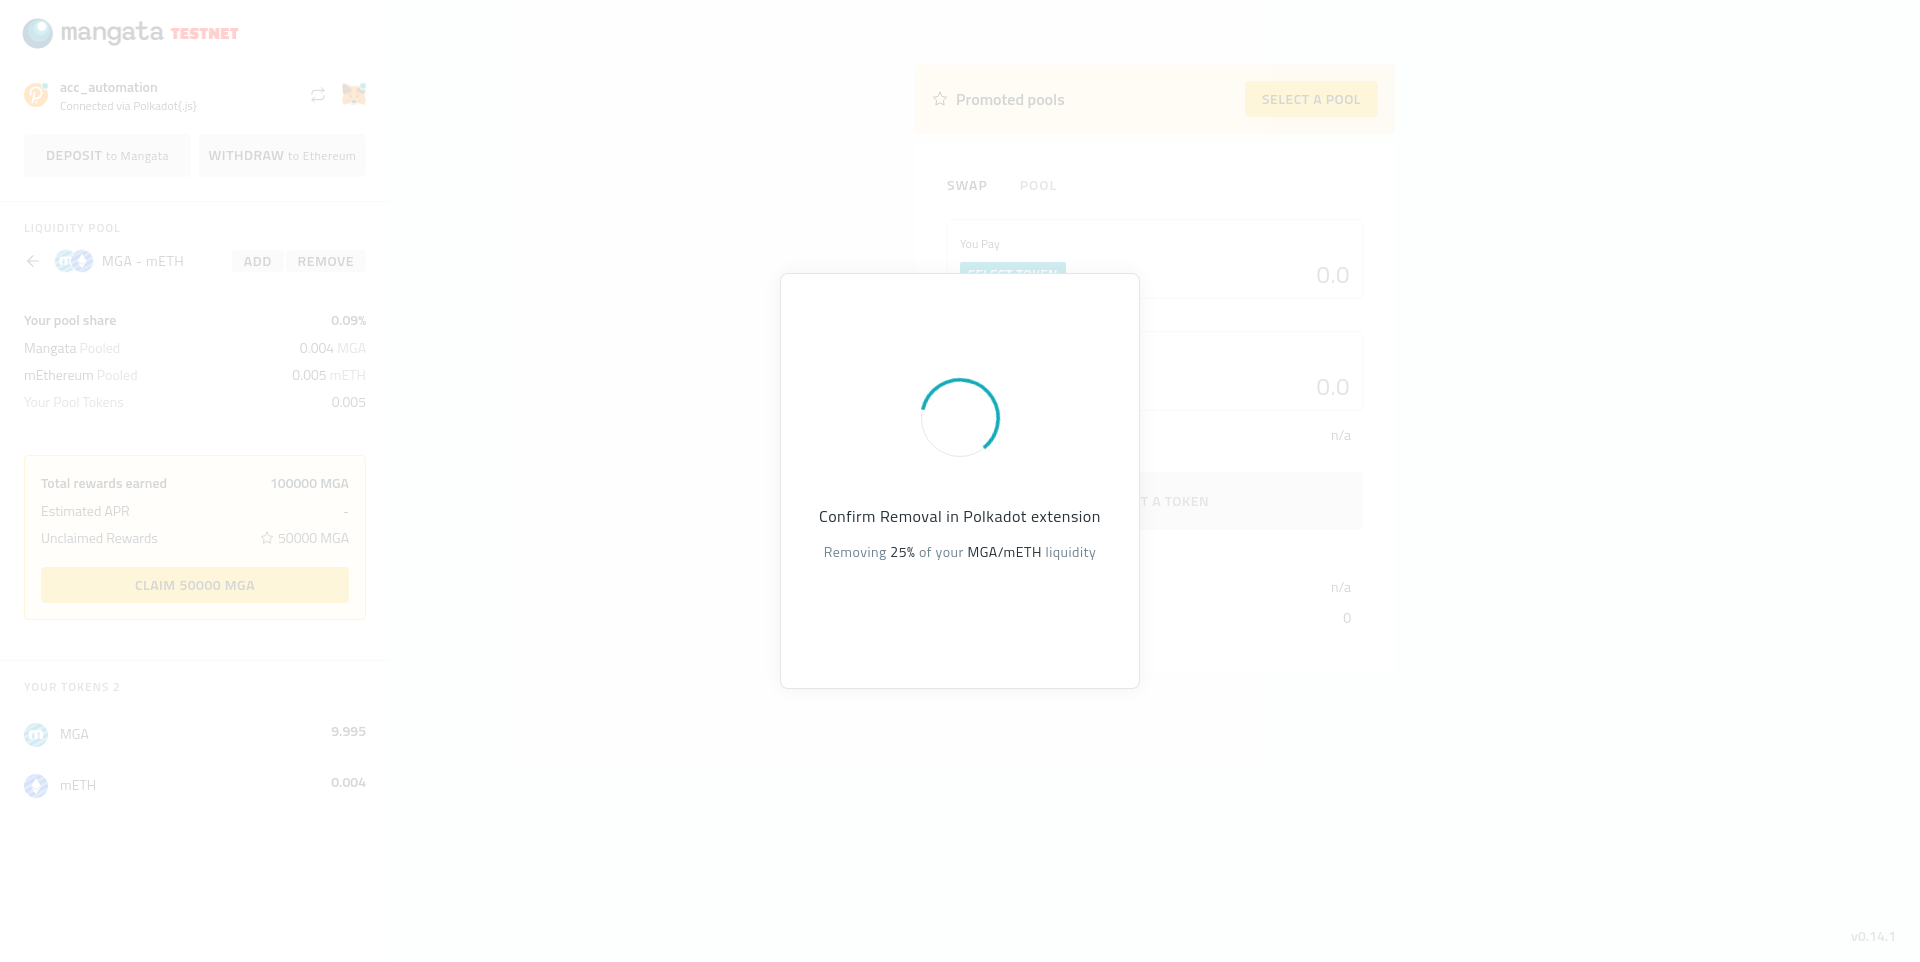 mangata TESTNET
acc_automation
Connected via Polkadot{.js}
DEPOSIT to Mangata
WITHDRAW to Ethereum
LIQUIDITY POOL
MGA - mETH
ADD
REMOVE
Your pool share 0.09%
Mangata Pooled 0.004 MGA
mEthereum Pooled 0.005 mETH
Your Pool Tokens 0.005
Total rewards earned 100000 MGA
Estimated APR -
Unclaimed Rewards 50000 MGA
CLAIM 50000 MGA
YOUR TOKENS 2
MGA 9.995
mETH 0.004
Promoted pools
SELECT A POOL
SWAP
POOL
You Pay
SELECT TOKEN
0.0
0.0
n/a
T A TOKEN
n/a
0
Confirm Removal in Polkadot extension
Removing 25% of your MGA/mETH liquidity
v0.14.1